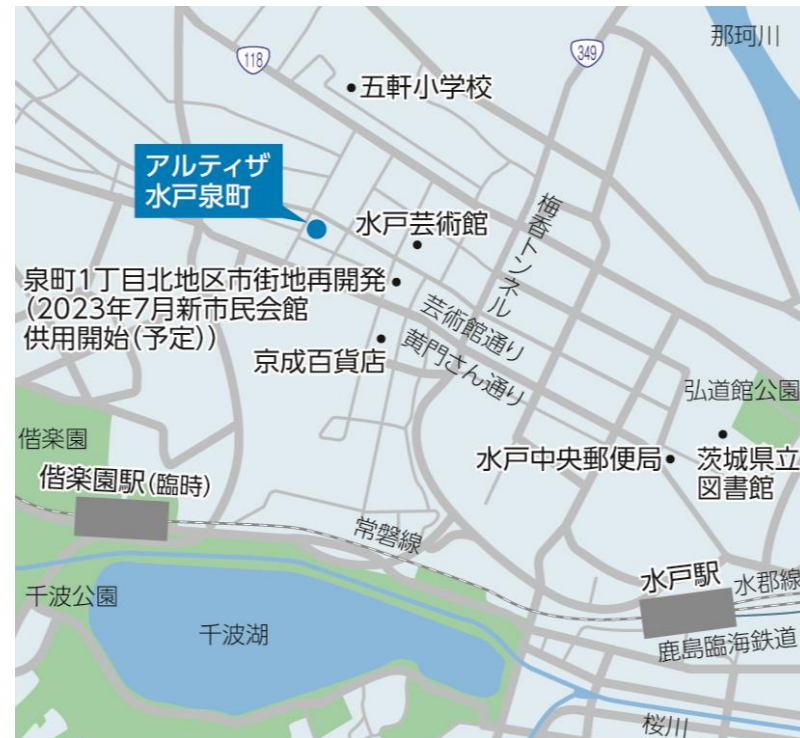 那珂川
118
349
五軒小学校
アルティザ
水戸泉町
水戸芸術館
梅香トンネル
泉町1丁目北地区市街地再開発
(2023年7月新市民会館
供用開始(予定))
芸術館通り
黄門さん通り
京成百貨店
弘道館公園
偕楽園
水戸中央郵便局
茨城県立
図書館
偕楽園駅(臨時)
常磐線
水戸駅
水郡線
千波公園
千波湖
鹿島臨海鉄道
桜川